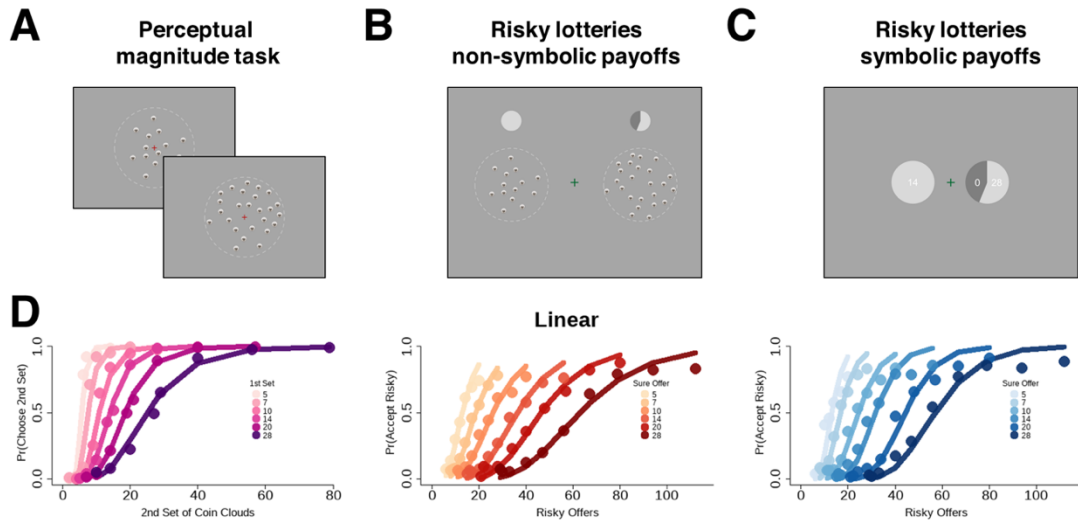 A
Perceptual
magnitude task
B
Risky lotteries
non-symbolic payoffs
C
Risky lotteries
symbolic payoffs
14
0
28
D
Linear
Pr(Choose 2nd Set)
0.0
0.5
1.0
0
20
40
60
80
2nd Set of Coin Clouds
1st Set
5
7
10
14
20
28
Pr(Accept Risky)
0.0
0.5
1.0
0
20
40
60
80
100
Risky Offers
Sure Offer
5
7
10
14
20
28
Pr(Accept Risky)
0.0
0.5
1.0
0
20
40
60
80
100
Risky Offers
Sure Offer
5
7
10
14
20
28